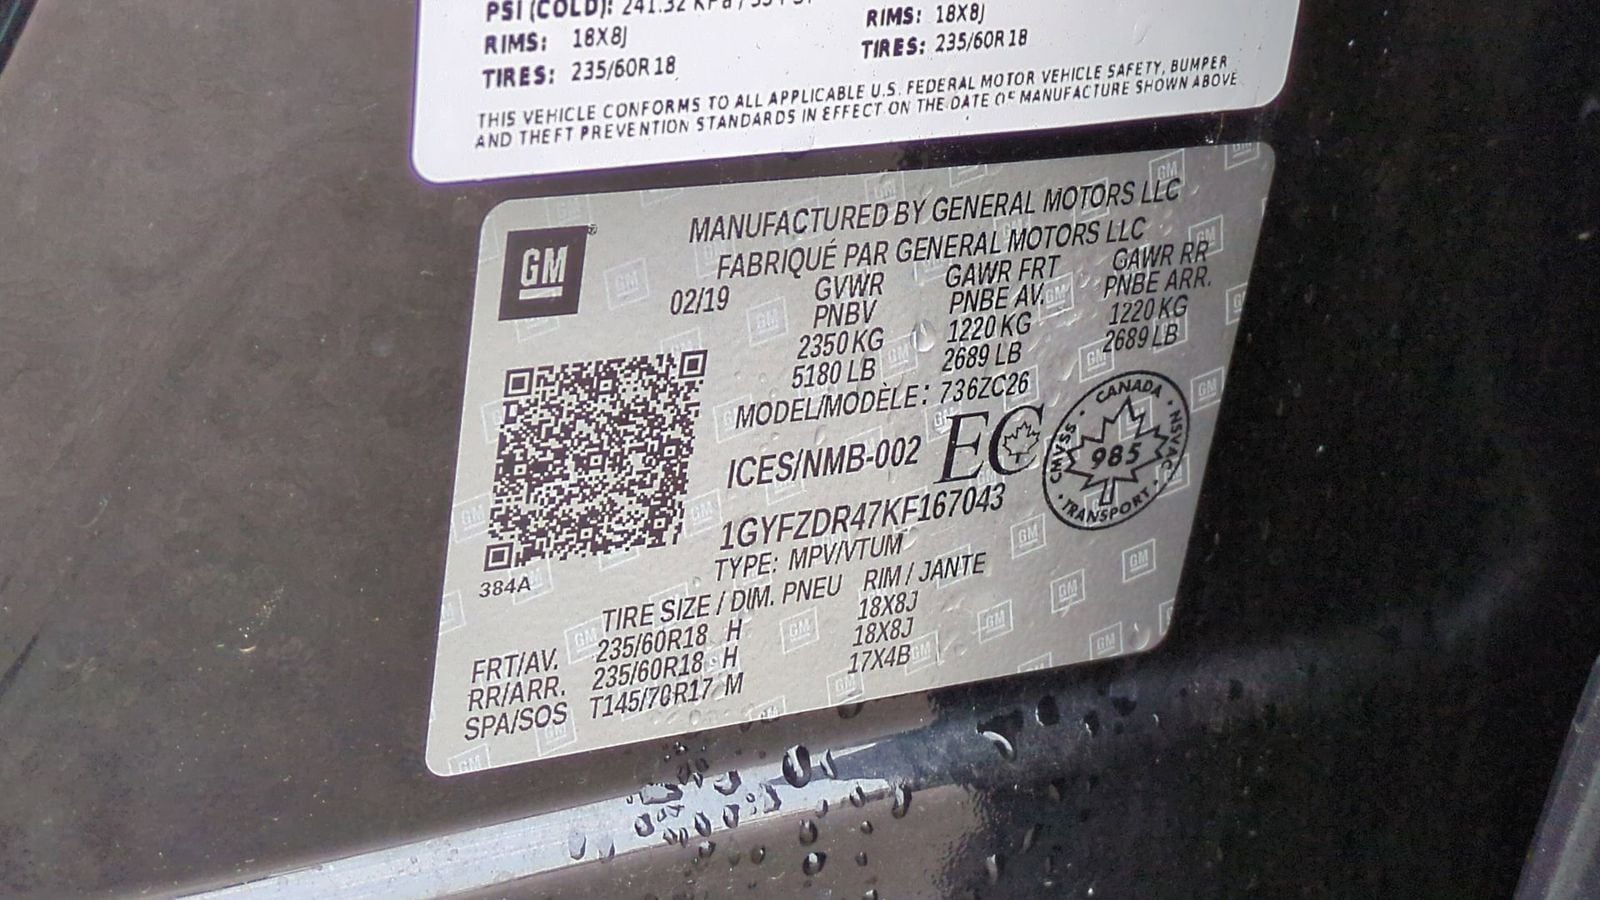 PSI (COLD): 241.32
RIMS: 18X8J
RIMS: 18X8J
TIRES: 235/60R18
TIRES: 235/60R18
THIS VEHICLE CONFORMS TO ALL APPLICABLE U.S. FEDERAL MOTOR VEHICLE SAFETY, BUMPER
AND THEFT PREVENTION STANDARDS IN EFFECT ON THE DATE OF MANUFACTURE SHOWN ABOVE
GM®
MANUFACTURED BY GENERAL MOTORS LLC
FABRIQUÉ PAR GENERAL MOTORS LLC
02/19 GVWR GAWR FRT GAWR RR
PNBV PNBE AV. PNBE ARR.
2350 KG 1220 KG 1220 KG
5180 LB 2689 LB 2689 LB
MODEL/MODÈLE: 736ZC26
ICES/NMB-002 EC
CANADA
CMVSS 985 NSVAC
TRANSPORT
1GYFZDR47KF167043
TYPE: MPV/VTUM
384A
TIRE SIZE / DIM. PNEU RIM / JANTE
FRT/AV. 235/60R18 H 18X8J
RR/ARR. 235/60R18 H 18X8J
SPA/SOS T145/70R17 M 17X4B